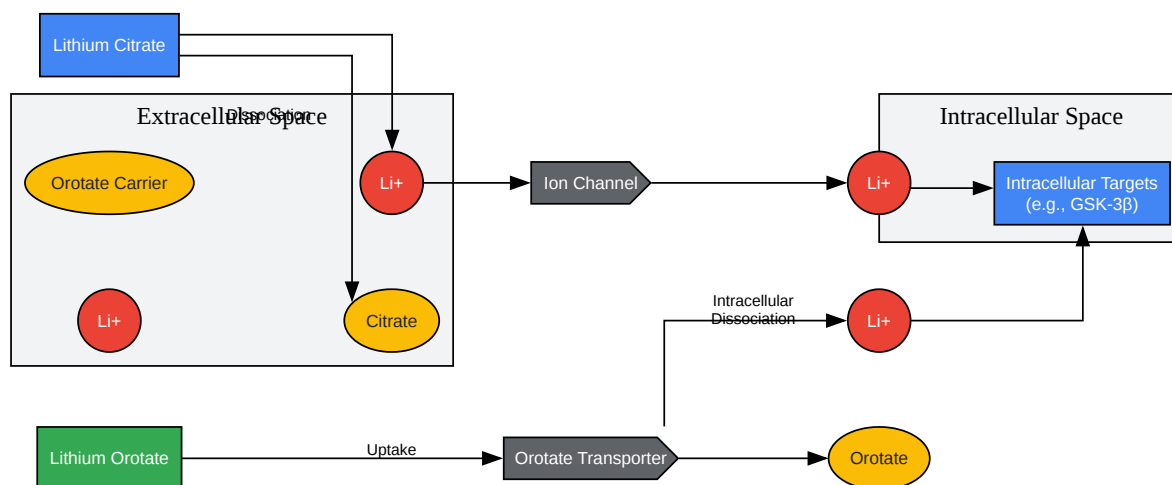 Lithium Citrate
Dissociation
Extracellular Space
Intracellular Space
Orotate Carrier
Li+
Ion Channel
Li+
Intracellular Targets
(e.g., GSK-3β)
Li+
Citrate
Intracellular
Dissociation
Li+
Lithium Orotate
Uptake
Orotate Transporter
Orotate